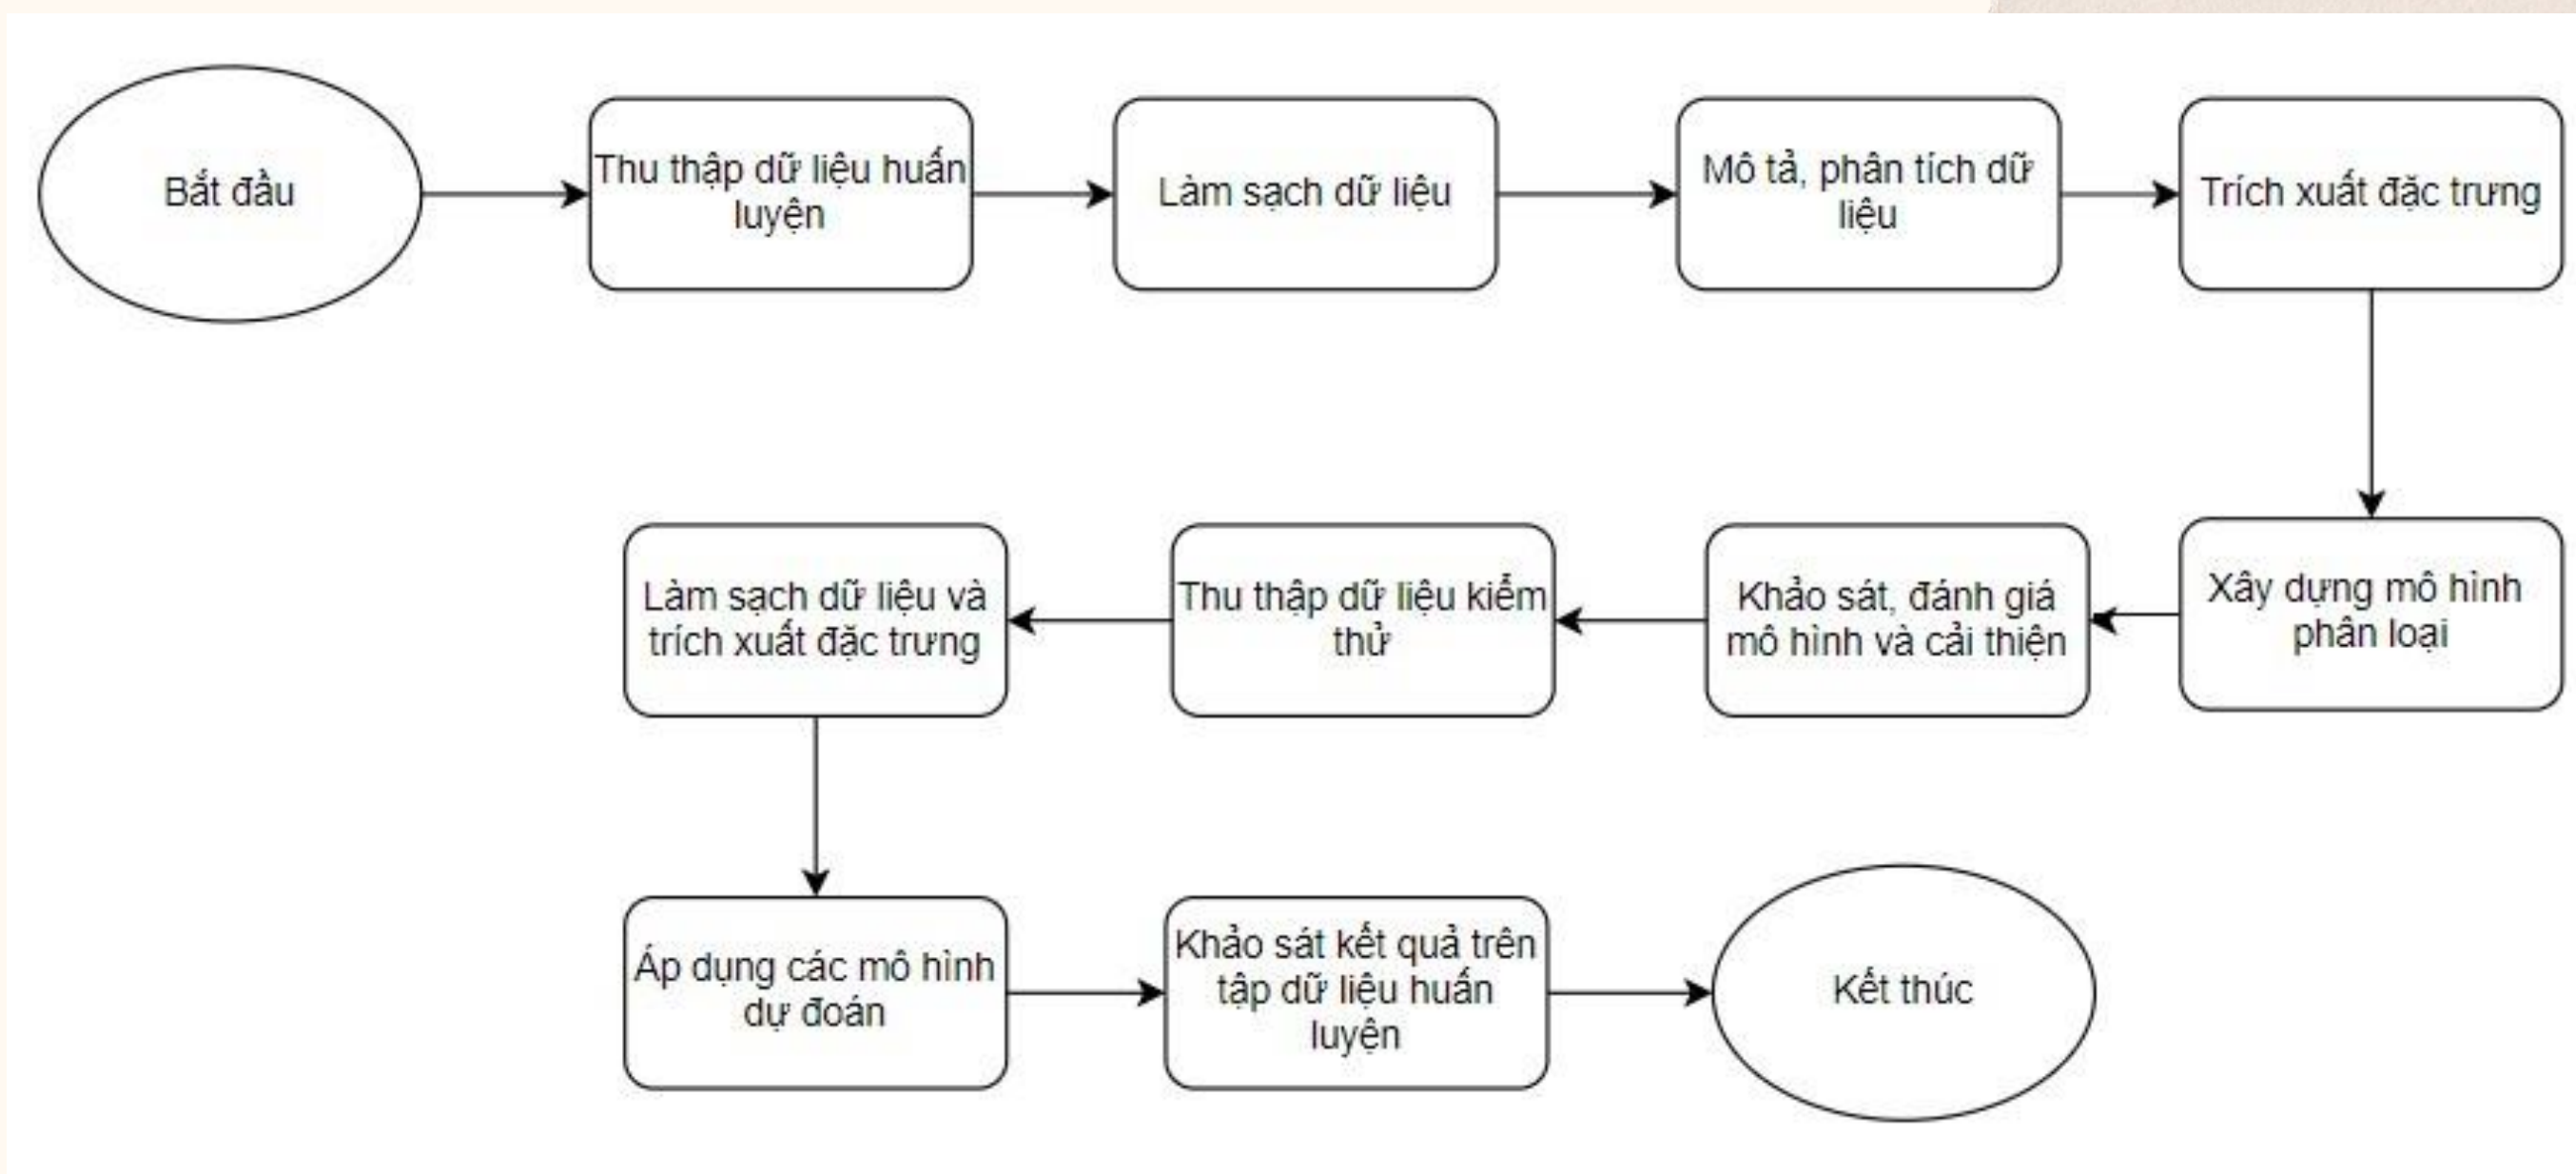 Bắt đầu
Thu thập dữ liệu huấn
luyện
Làm sạch dữ liệu
Mô tả, phân tích dữ
liệu
Trích xuất đặc trưng
Xây dựng mô hình
phân loại
Khảo sát, đánh giá
mô hình và cải thiện
Thu thập dữ liệu kiểm
thử
Làm sạch dữ liệu và
trích xuất đặc trưng
Áp dụng các mô hình
dự đoán
Khảo sát kết quả trên
tập dữ liệu huấn
luyện
Kết thúc